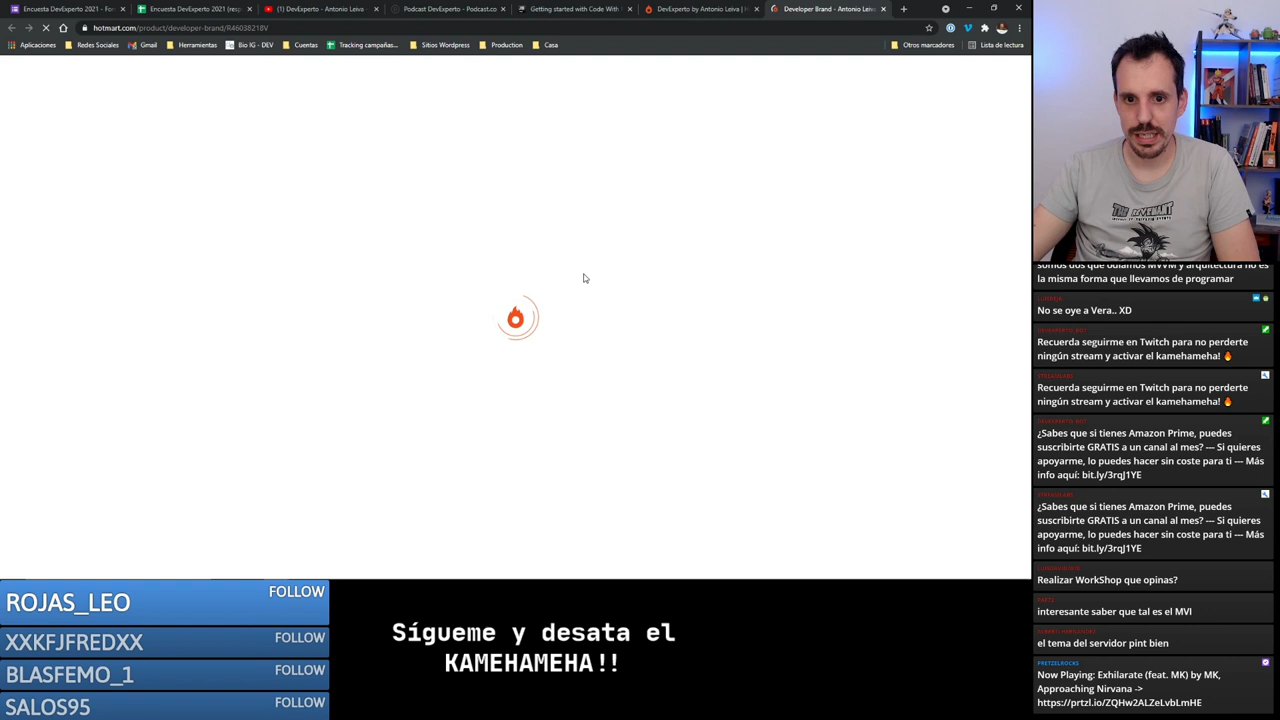 Encuesta DevExperto 2021 - Fo
Encuesta DevExperto 2021 (resp
(1) DevExperto - Antonio Leiva
Podcast DevExperto - Podcast.co
Getting started with Code With
DevExperto by Antonio Leiva | H
Developer Brand - Antonio Leiv
hotmart.com/product/developer-brand/R46038218V
Aplicaciones
Redes Sociales
Gmail
Herramientas
Bio IG - DEV
Cuentas
Tracking campañas...
Sitios Wordpress
Production
Casa
Otros marcadores
Lista de lectura
somos dos que odiamos MVVM y arquitectura no es
la misma forma que llevamos de programar
No se oye a Vera.. XD
Recuerda seguirme en Twitch para no perderte
ningún stream y activar el kamehameha! 🔥
Recuerda seguirme en Twitch para no perderte
ningún stream y activar el kamehameha! 🔥
¿Sabes que si tienes Amazon Prime, puedes
suscribirte GRATIS a un canal al mes? --- Si quieres
apoyarme, lo puedes hacer sin coste para ti --- Más
info aquí: bit.ly/3rqJ1YE
¿Sabes que si tienes Amazon Prime, puedes
suscribirte GRATIS a un canal al mes? --- Si quieres
apoyarme, lo puedes hacer sin coste para ti --- Más
info aquí: bit.ly/3rqJ1YE
Realizar WorkShop que opinas?
interesante saber que tal es el MVI
el tema del servidor pint bien
PRETZELROCKS
Now Playing: Exhilarate (feat. MK) by MK,
Approaching Nirvana ->
https://prtzl.io/ZQHw2ALZeLvbLmHE
ROJAS_LEO
FOLLOW
XXKFJFREDXX
FOLLOW
BLASFEMO_1
FOLLOW
SALOS95
FOLLOW
Sígueme y desata el
KAMEHAMEHA!!